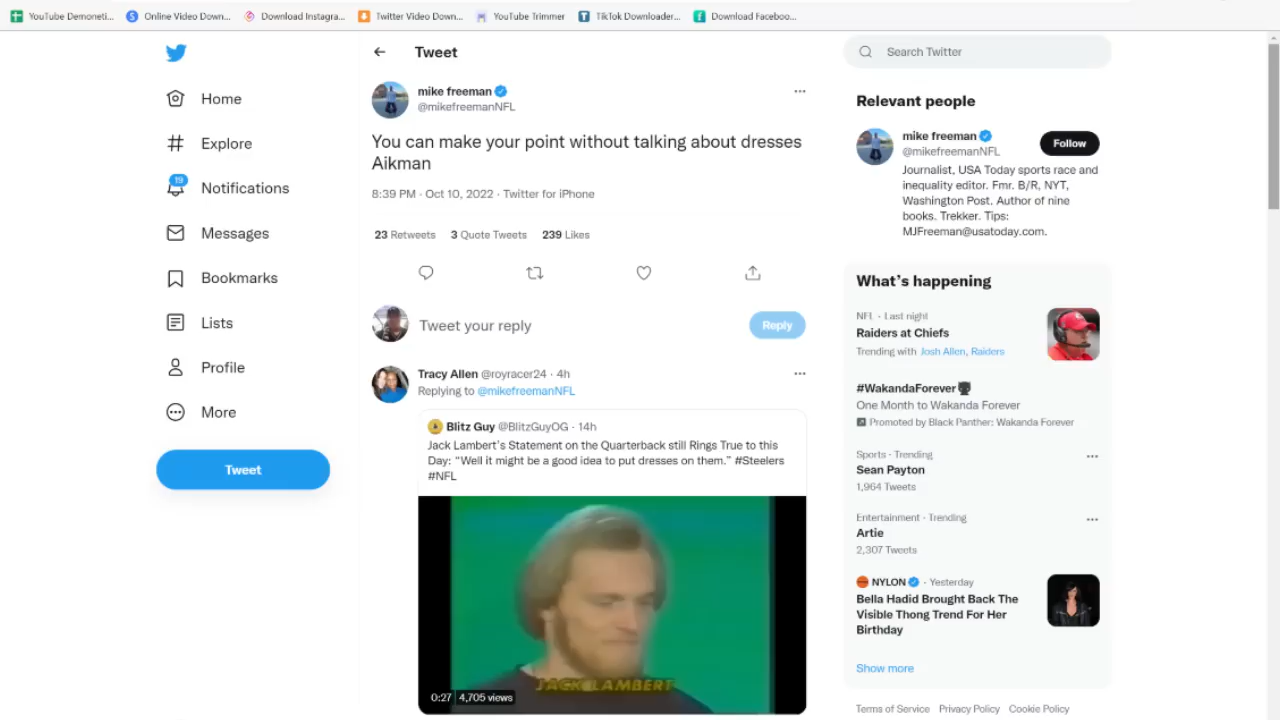 YouTube Demoneti...
Online Video Down...
Download Instagra...
Twitter Video Down...
YouTube Trimmer
TikTok Downloader...
Download Faceboo...
Home
Explore
19
Notifications
Messages
Bookmarks
Lists
Profile
More
Tweet
Tweet
mike freeman
@mikefreemanNFL
You can make your point without talking about dresses
Aikman
8:39 PM · Oct 10, 2022 · Twitter for iPhone
23 Retweets 3 Quote Tweets 239 Likes
Tweet your reply
Reply
Tracy Allen @royracer24 · 4h
Replying to @mikefreemanNFL
Blitz Guy @BlitzGuyOG · 14h
Jack Lambert's Statement on the Quarterback still Rings True to this
Day: “Well it might be a good idea to put dresses on them.” #Steelers
#NFL
JACK LAMBERT
0:27 4,705 views
Search Twitter
Relevant people
mike freeman
@mikefreemanNFL
Follow
Journalist, USA Today sports race and
inequality editor. Fmr. B/R, NYT,
Washington Post. Author of nine
books. Trekker. Tips:
MJFreeman@usatoday.com.
What’s happening
NFL · Last night
Raiders at Chiefs
Trending with Josh Allen, Raiders
#WakandaForever
One Month to Wakanda Forever
Promoted by Black Panther: Wakanda Forever
Sports · Trending
Sean Payton
1,964 Tweets
Entertainment · Trending
Artie
2,307 Tweets
NYLON · Yesterday
Bella Hadid Brought Back The
Visible Thong Trend For Her
Birthday
Show more
Terms of Service Privacy Policy Cookie Policy